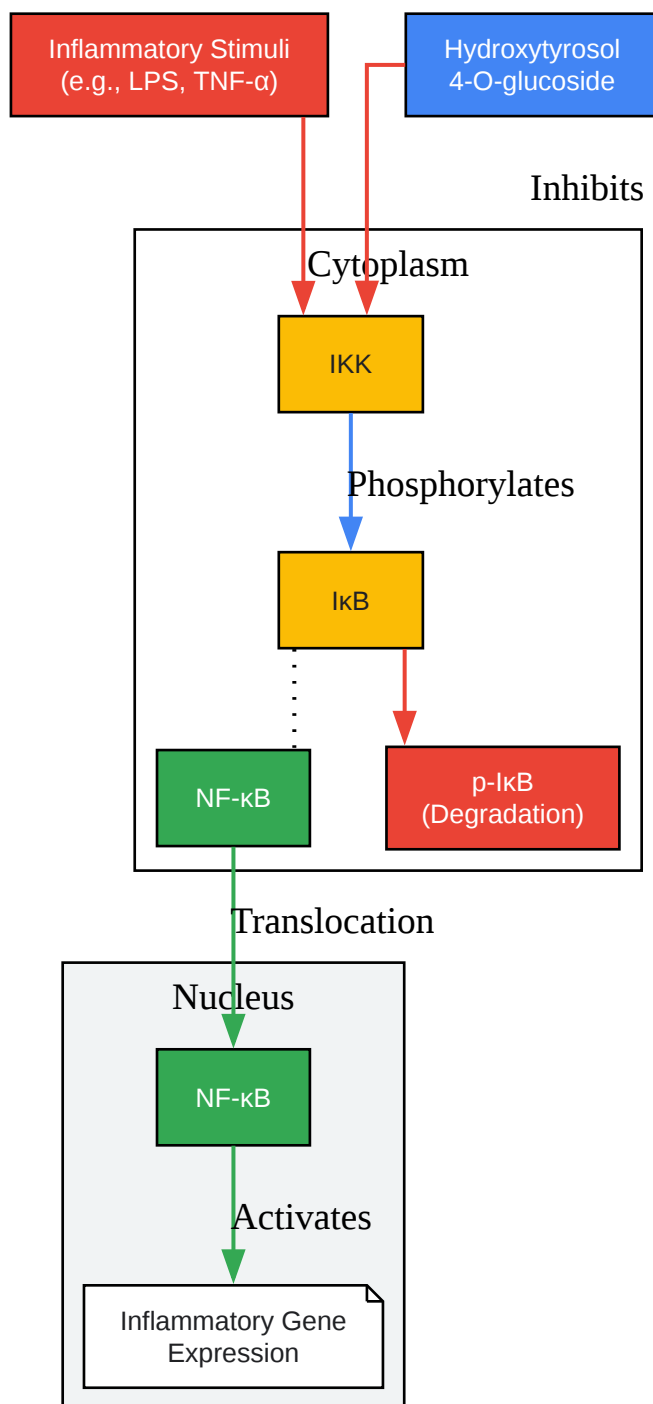 Inflammatory Stimuli
(e.g., LPS, TNF-α)
Hydroxytyrosol
4-O-glucoside
Inhibits
Cytoplasm
IKK
Phosphorylates
IκB
NF-κB
p-IκB
(Degradation)
Translocation
Nucleus
NF-κB
Activates
Inflammatory Gene
Expression